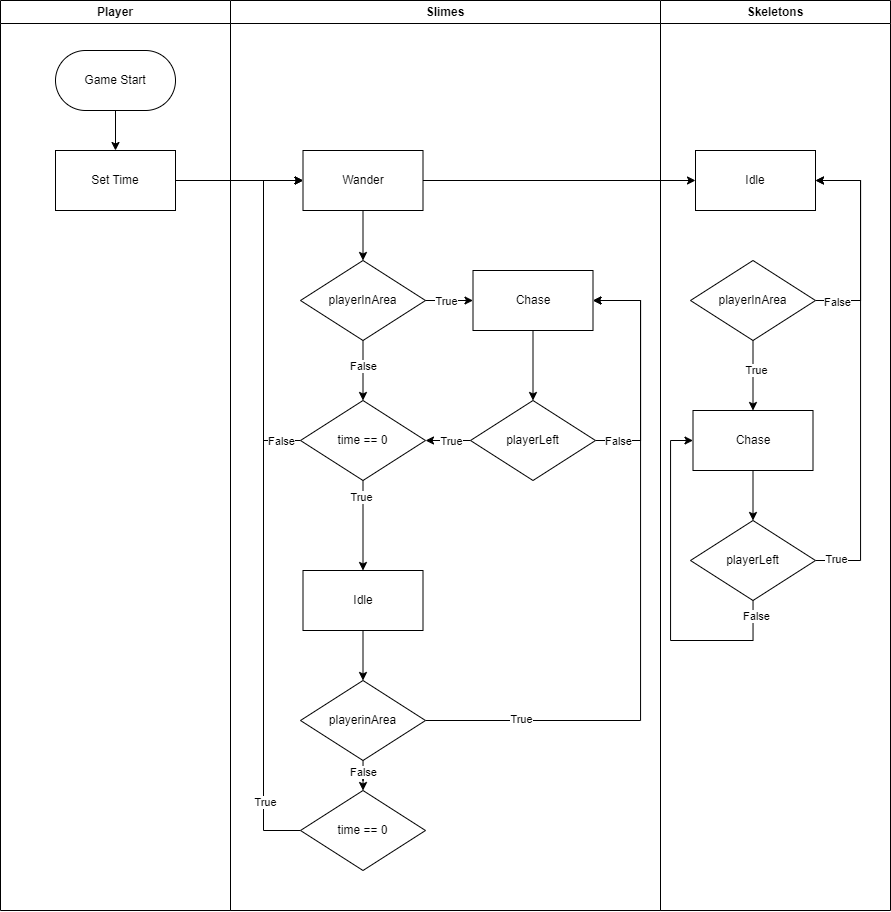 Player
Slimes
Skeletons
Game Start
Set Time
Wander
Idle
playerInArea
True
Chase
playerInArea
False
False
True
False
time == 0
True
playerLeft
False
Chase
True
Idle
playerLeft
True
False
playerinArea
True
False
True
time == 0